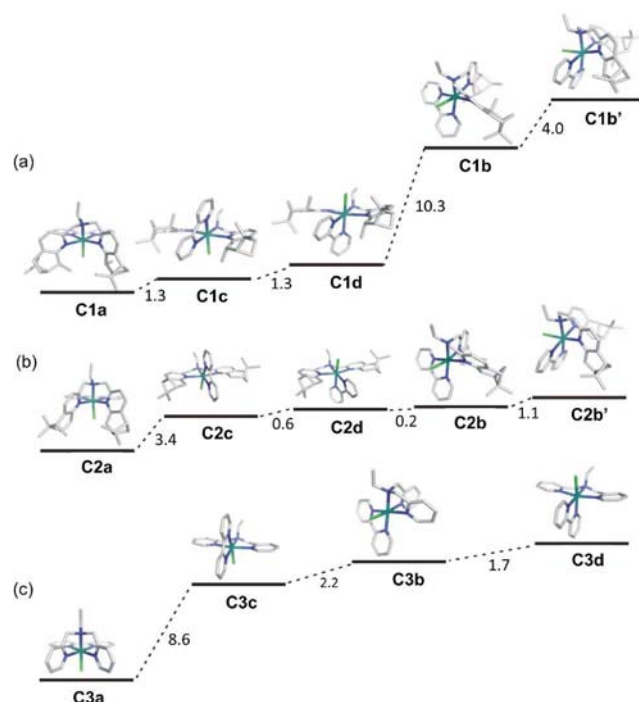 C1b'
C1b
4.0
(a)
10.3
C1a
1.3
C1c
1.3
C1d
(b)
C2a
3.4
C2c
0.6
C2d
0.2
C2b
1.1
C2b'
(c)
C3a
8.6
C3c
2.2
C3b
1.7
C3d